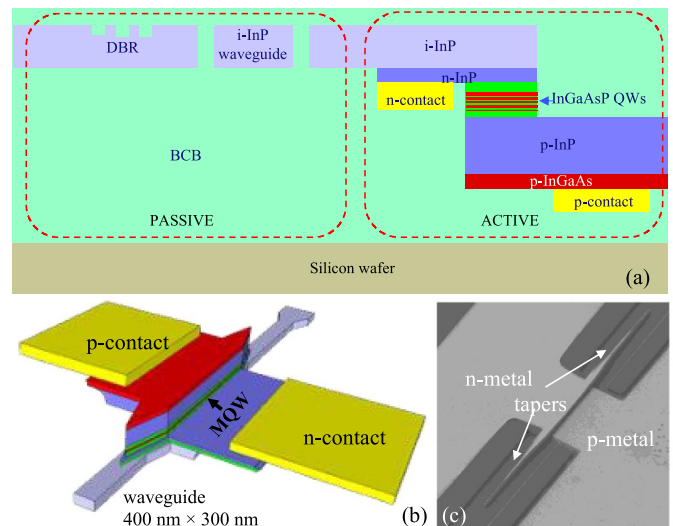 DBR
i-InP
waveguide
i-InP
n-InP
n-contact
InGaAsP QWs
BCB
p-InP
p-InGaAs
p-contact
PASSIVE
ACTIVE
Silicon wafer
(a)
p-contact
MQW
n-contact
waveguide
400 nm × 300 nm
(b)
n-metal
tapers
p-metal
(c)